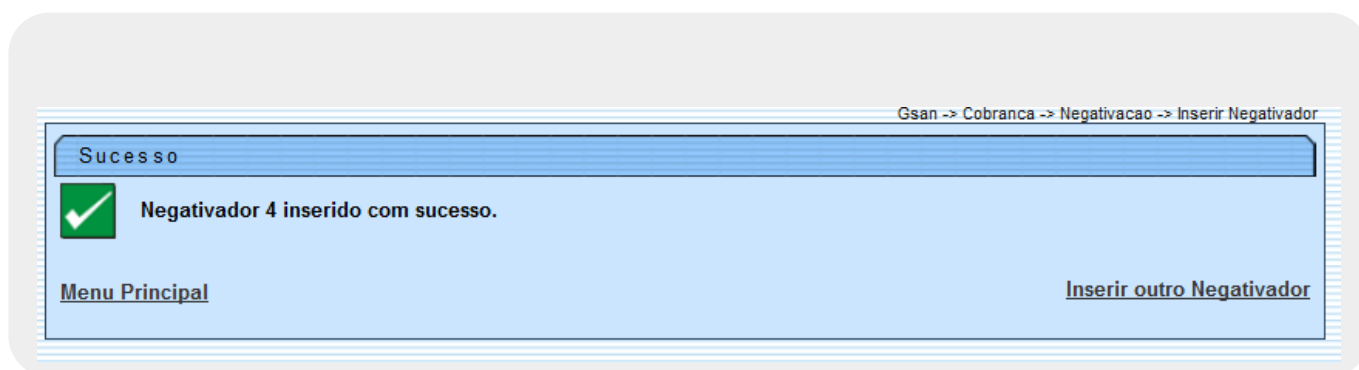 Gsan -> Cobranca -> Negativacao -> Inserir Negativador
Sucesso
Negativador 4 inserido com sucesso.
Menu Principal
Inserir outro Negativador